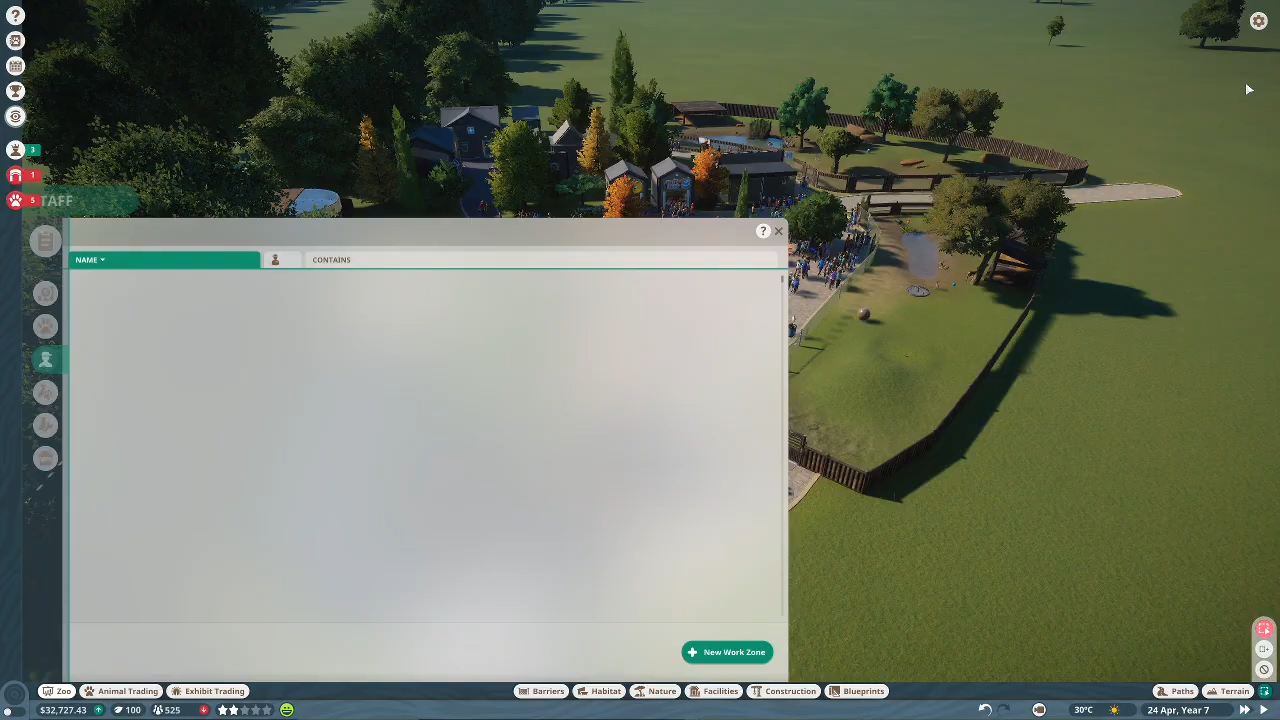 3
1
5
TAFF
NAME
CONTAINS
New Work Zone
Zoo
Animal Trading
Exhibit Trading
Barriers
Habitat
Nature
Facilities
Construction
Blueprints
Paths
Terrain
$32,727.43
100
525
30°C
24 Apr, Year 7